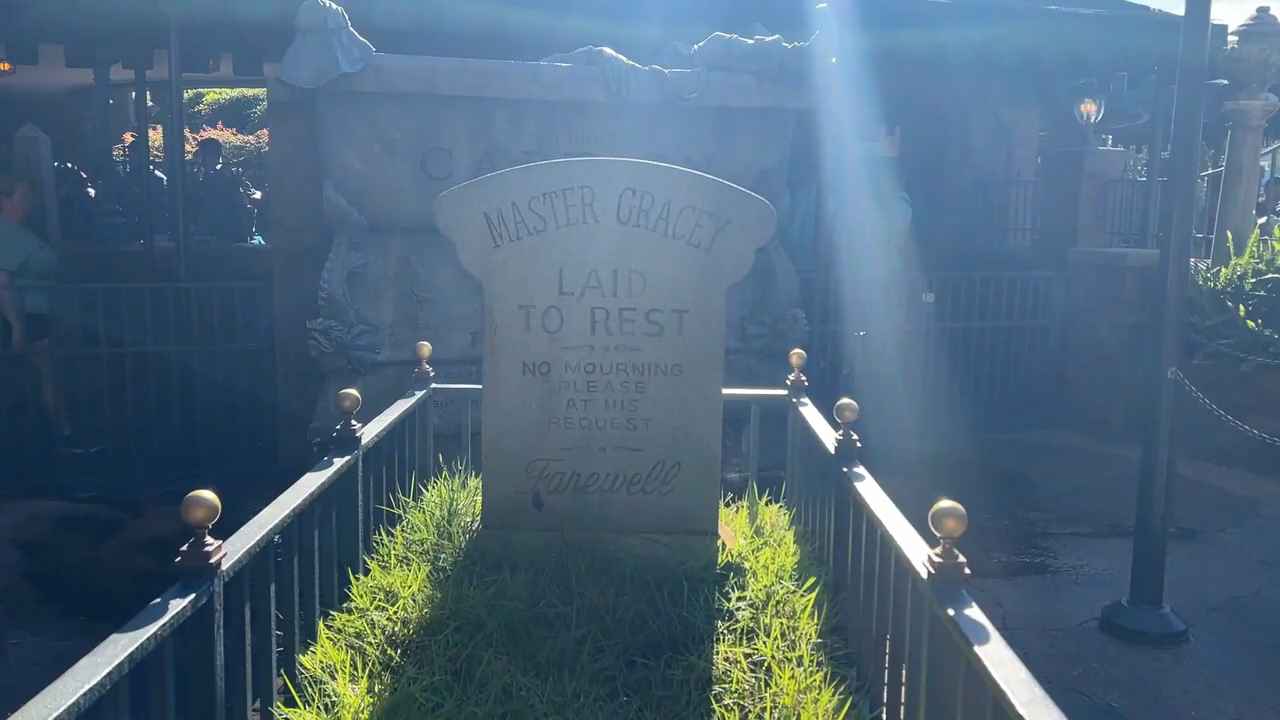 MASTER GRACEY
LAID
TO REST
NO MOURNING
PLEASE
AT HIS
REQUEST
Farewell